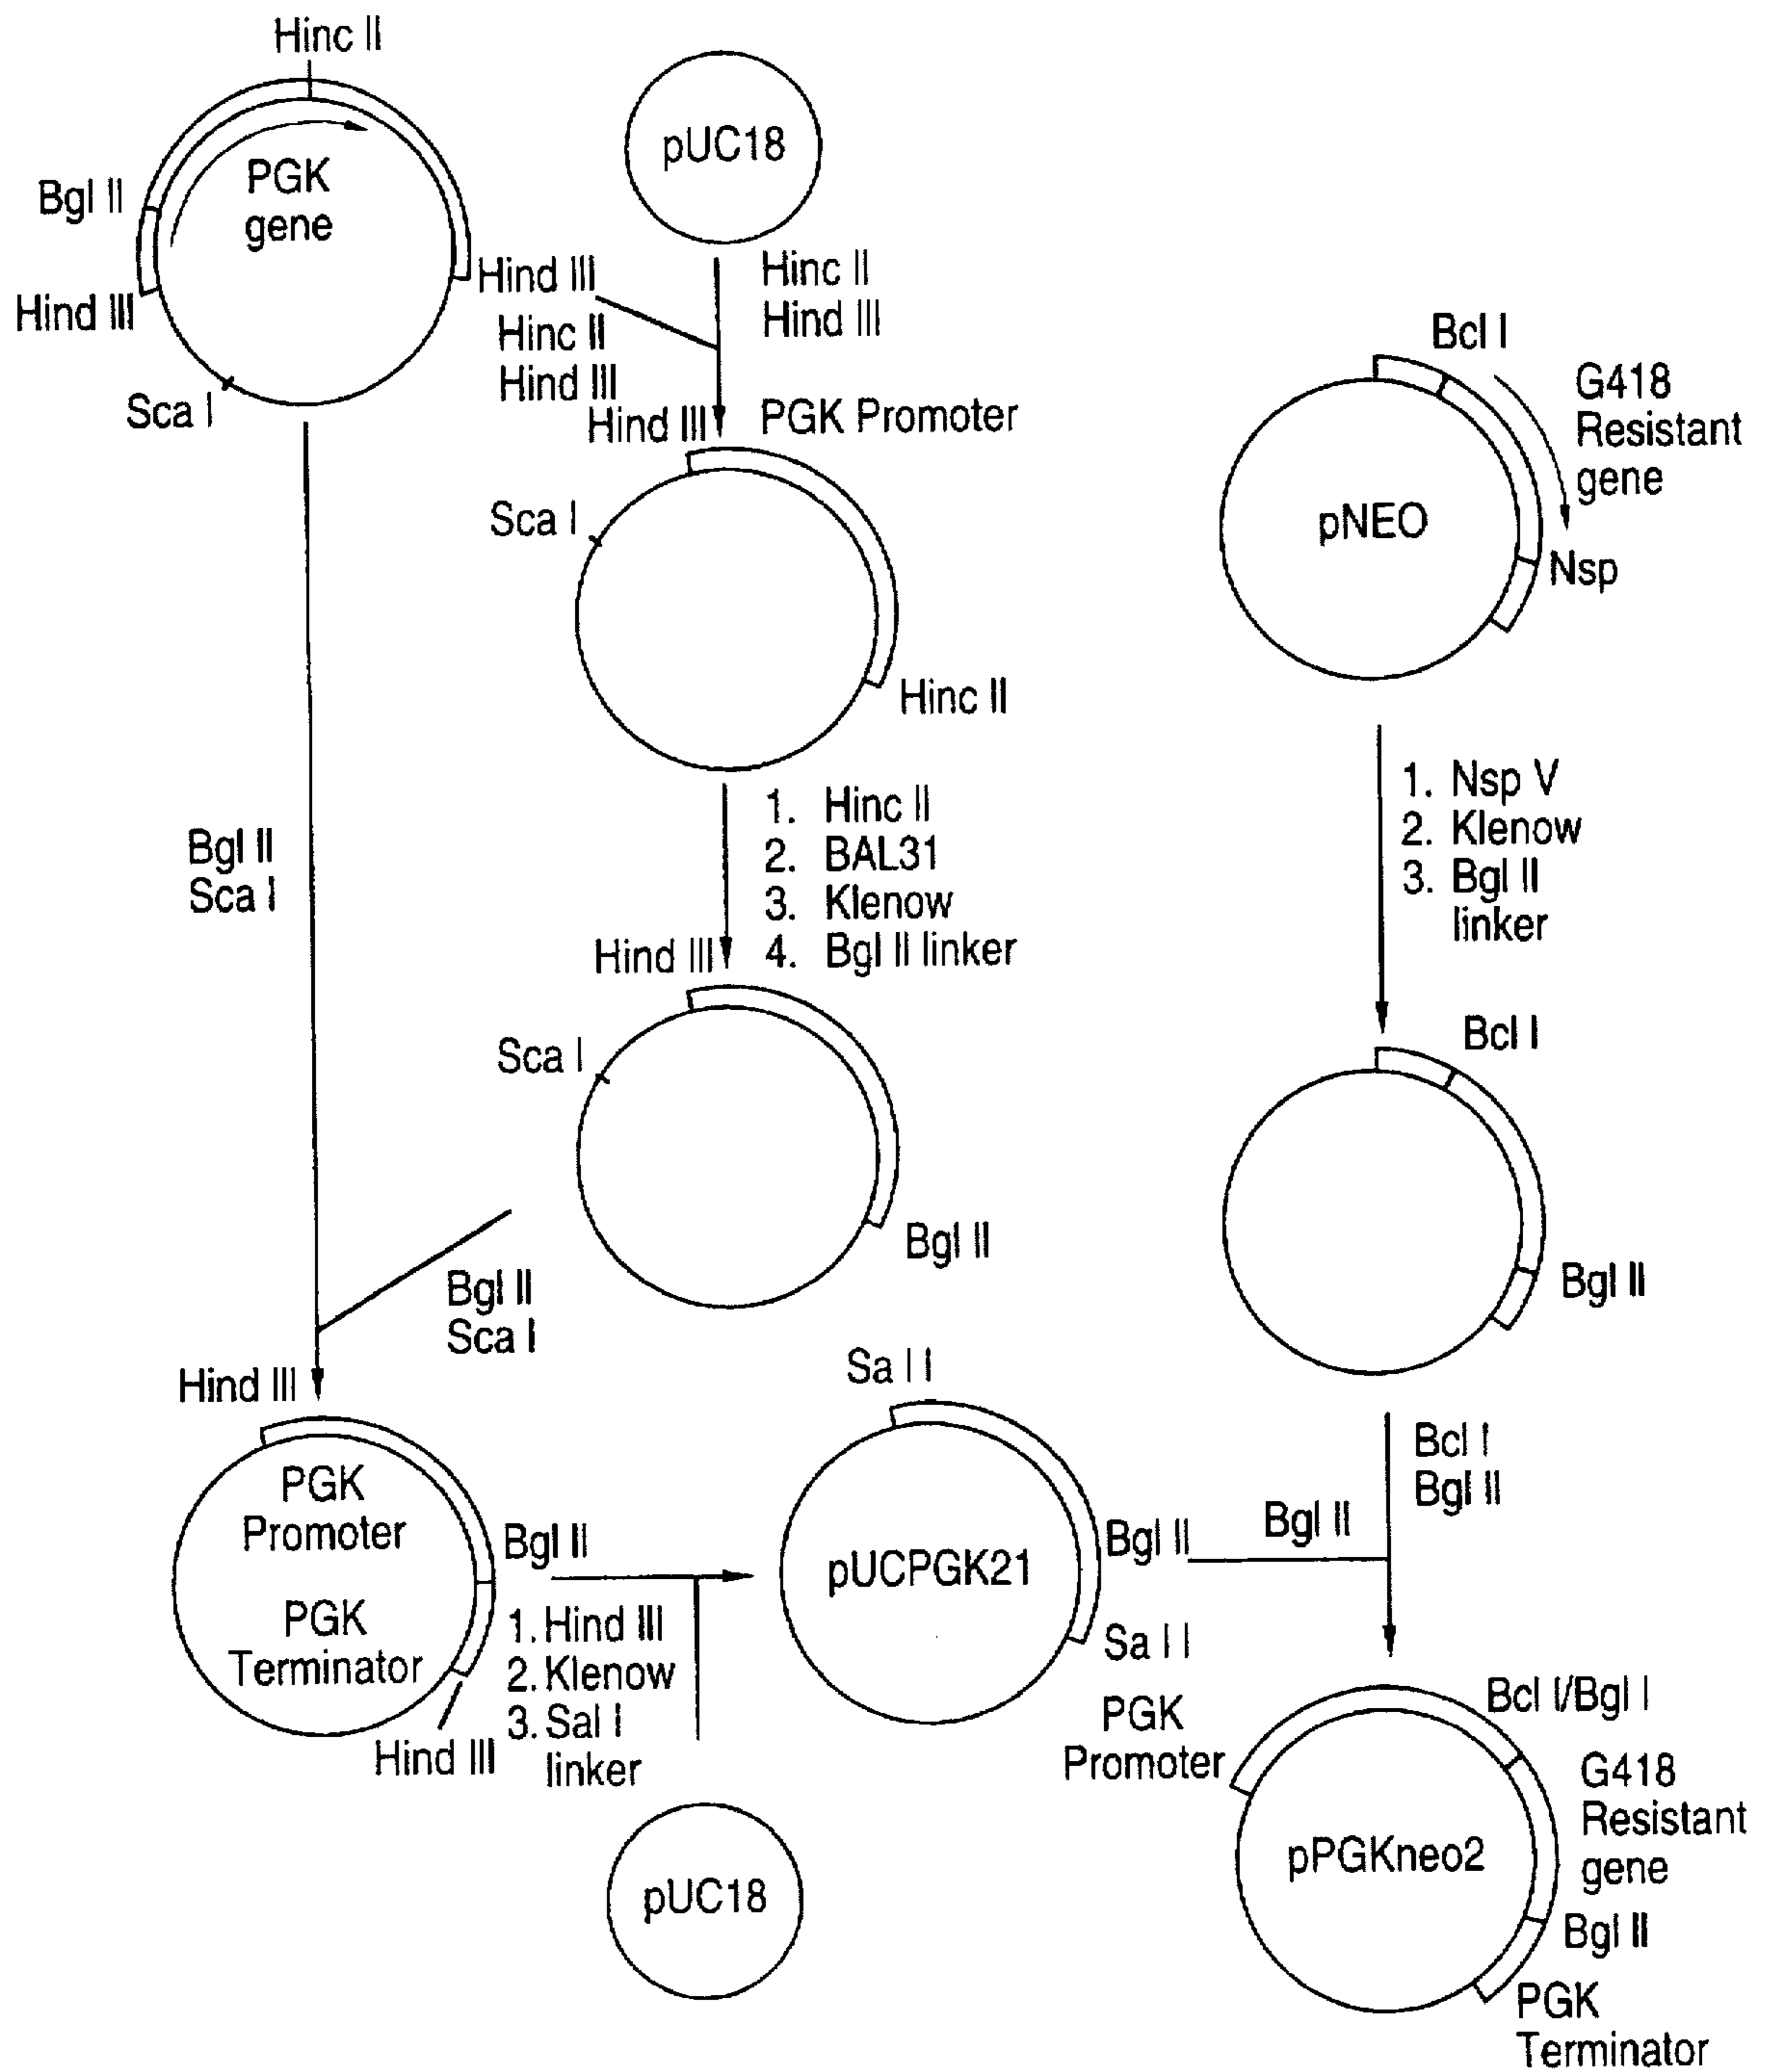 Hinc II
PGK
gene
Bgl II
Hind III
Hind III
Sca I
pUC18
Hinc II
Hind III
Hinc II
Hind III
Hind III
PGK Promoter
Sca I
Hinc II
1. Hinc II
2. BAL31
3. Klenow
4. Bgl II linker
Hind III
Sca I
Bgl II
Bgl II
Sca I
Bgl II
Sca I
Bcl I
G418
Resistant
gene
pNEO
Nsp
1. Nsp V
2. Klenow
3. Bgl II
linker
Bcl I
Bgl II
Bcl I
Bgl II
Hind III
PGK
Promoter
PGK
Terminator
Bgl II
Hind III
1. Hind III
2. Klenow
3. Sal I
linker
pUC18
Sa l I
pUCPGK21
Bgl II
Sa l I
Bgl II
PGK
Promoter
Bcl I/Bgl I
G418
Resistant
gene
pPGKneo2
Bgl II
PGK
Terminator